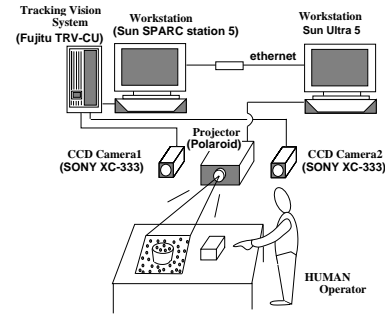 Tracking Vision
System
(Fujitu TRV-CU)
Workstation
(Sun SPARC station 5)
Workstation
Sun Ultra 5
ethernet
Projector
(Polaroid)
CCD Camera1
(SONY XC-333)
CCD Camera2
(SONY XC-333)
HUMAN
Operator